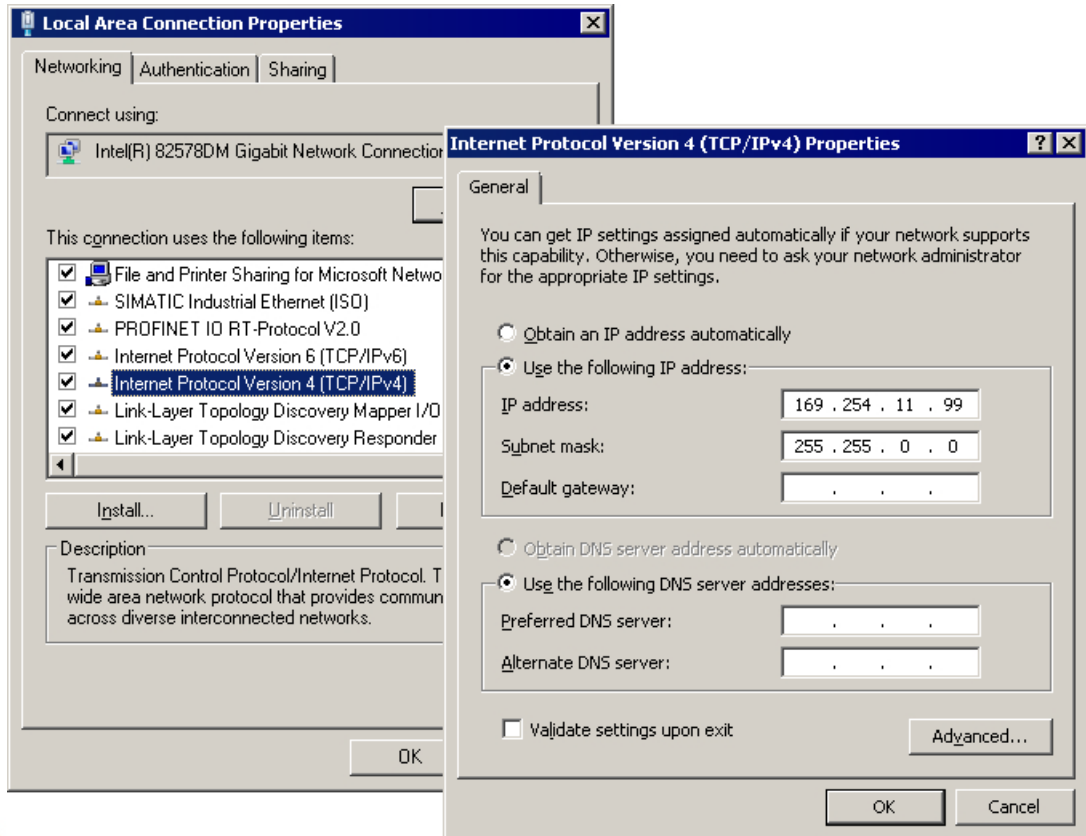 Local Area Connection Properties
Networking
Authentication
Sharing
Connect using:
Intel(R) 82578DM Gigabit Network Connection
This connection uses the following items:
File and Printer Sharing for Microsoft Netwo
SIMATIC Industrial Ethernet (ISO)
PROFINET IO RT-Protocol V2.0
Internet Protocol Version 6 (TCP/IPv6)
Internet Protocol Version 4 (TCP/IPv4)
Link-Layer Topology Discovery Mapper I/O
Link-Layer Topology Discovery Responder
Install...
Uninstall
Description
Transmission Control Protocol/Internet Protocol. T
wide area network protocol that provides commun
across diverse interconnected networks.
OK
Internet Protocol Version 4 (TCP/IPv4) Properties
General
You can get IP settings assigned automatically if your network supports
this capability. Otherwise, you need to ask your network administrator
for the appropriate IP settings.
Obtain an IP address automatically
Use the following IP address:
IP address: 169 . 254 . 11 . 99
Subnet mask: 255 . 255 . 0 . 0
Default gateway: . . .
Obtain DNS server address automatically
Use the following DNS server addresses:
Preferred DNS server: . . .
Alternate DNS server: . . .
Validate settings upon exit
Advanced...
OK
Cancel